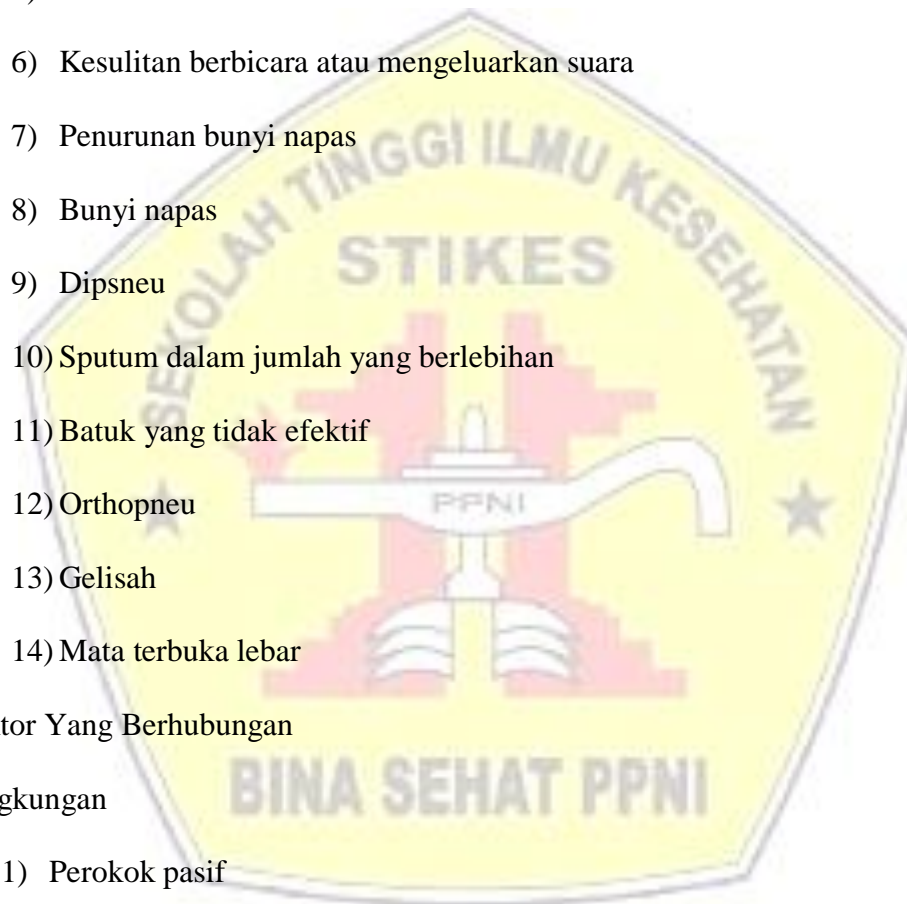 6) Kesulitan berbicara atau mengeluarkan suara
7) Penurunan bunyi napas
8) Bunyi napas
9) Dipsneu
10) Sputum dalam jumlah yang berlebihan
11) Batuk yang tidak efektif
12) Orthopneu
13) Gelisah
14) Mata terbuka lebar
tor Yang Berhubungan
gkungan
1) Perokok pasif
SEKOLAH TINGGI ILMU KESEHATAN
STIKES
PPNI
BINA SEHAT PPNI